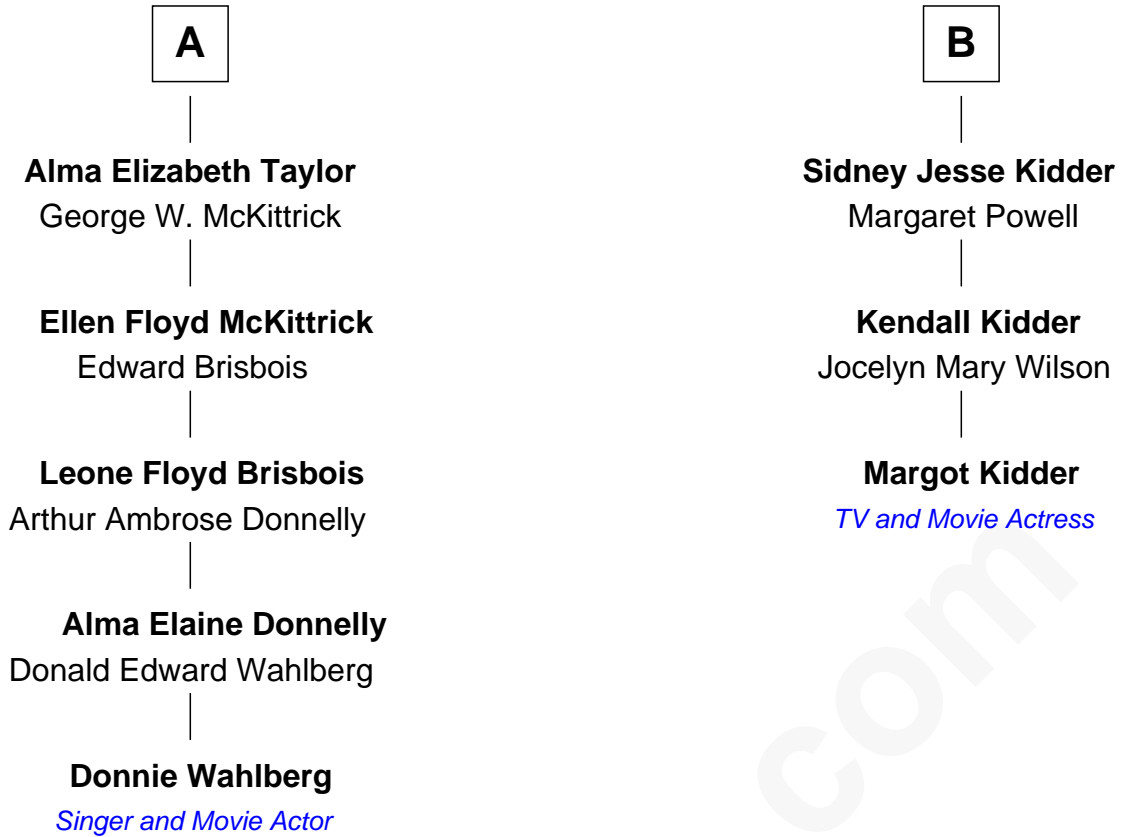 A
Alma Elizabeth Taylor
George W. McKittrick
Ellen Floyd McKittrick
Edward Brisbois
Leone Floyd Brisbois
Arthur Ambrose Donnelly
Alma Elaine Donnelly
Donald Edward Wahlberg
Donnie Wahlberg
Singer and Movie Actor
B
Sidney Jesse Kidder
Margaret Powell
Kendall Kidder
Jocelyn Mary Wilson
Margot Kidder
TV and Movie Actress
com